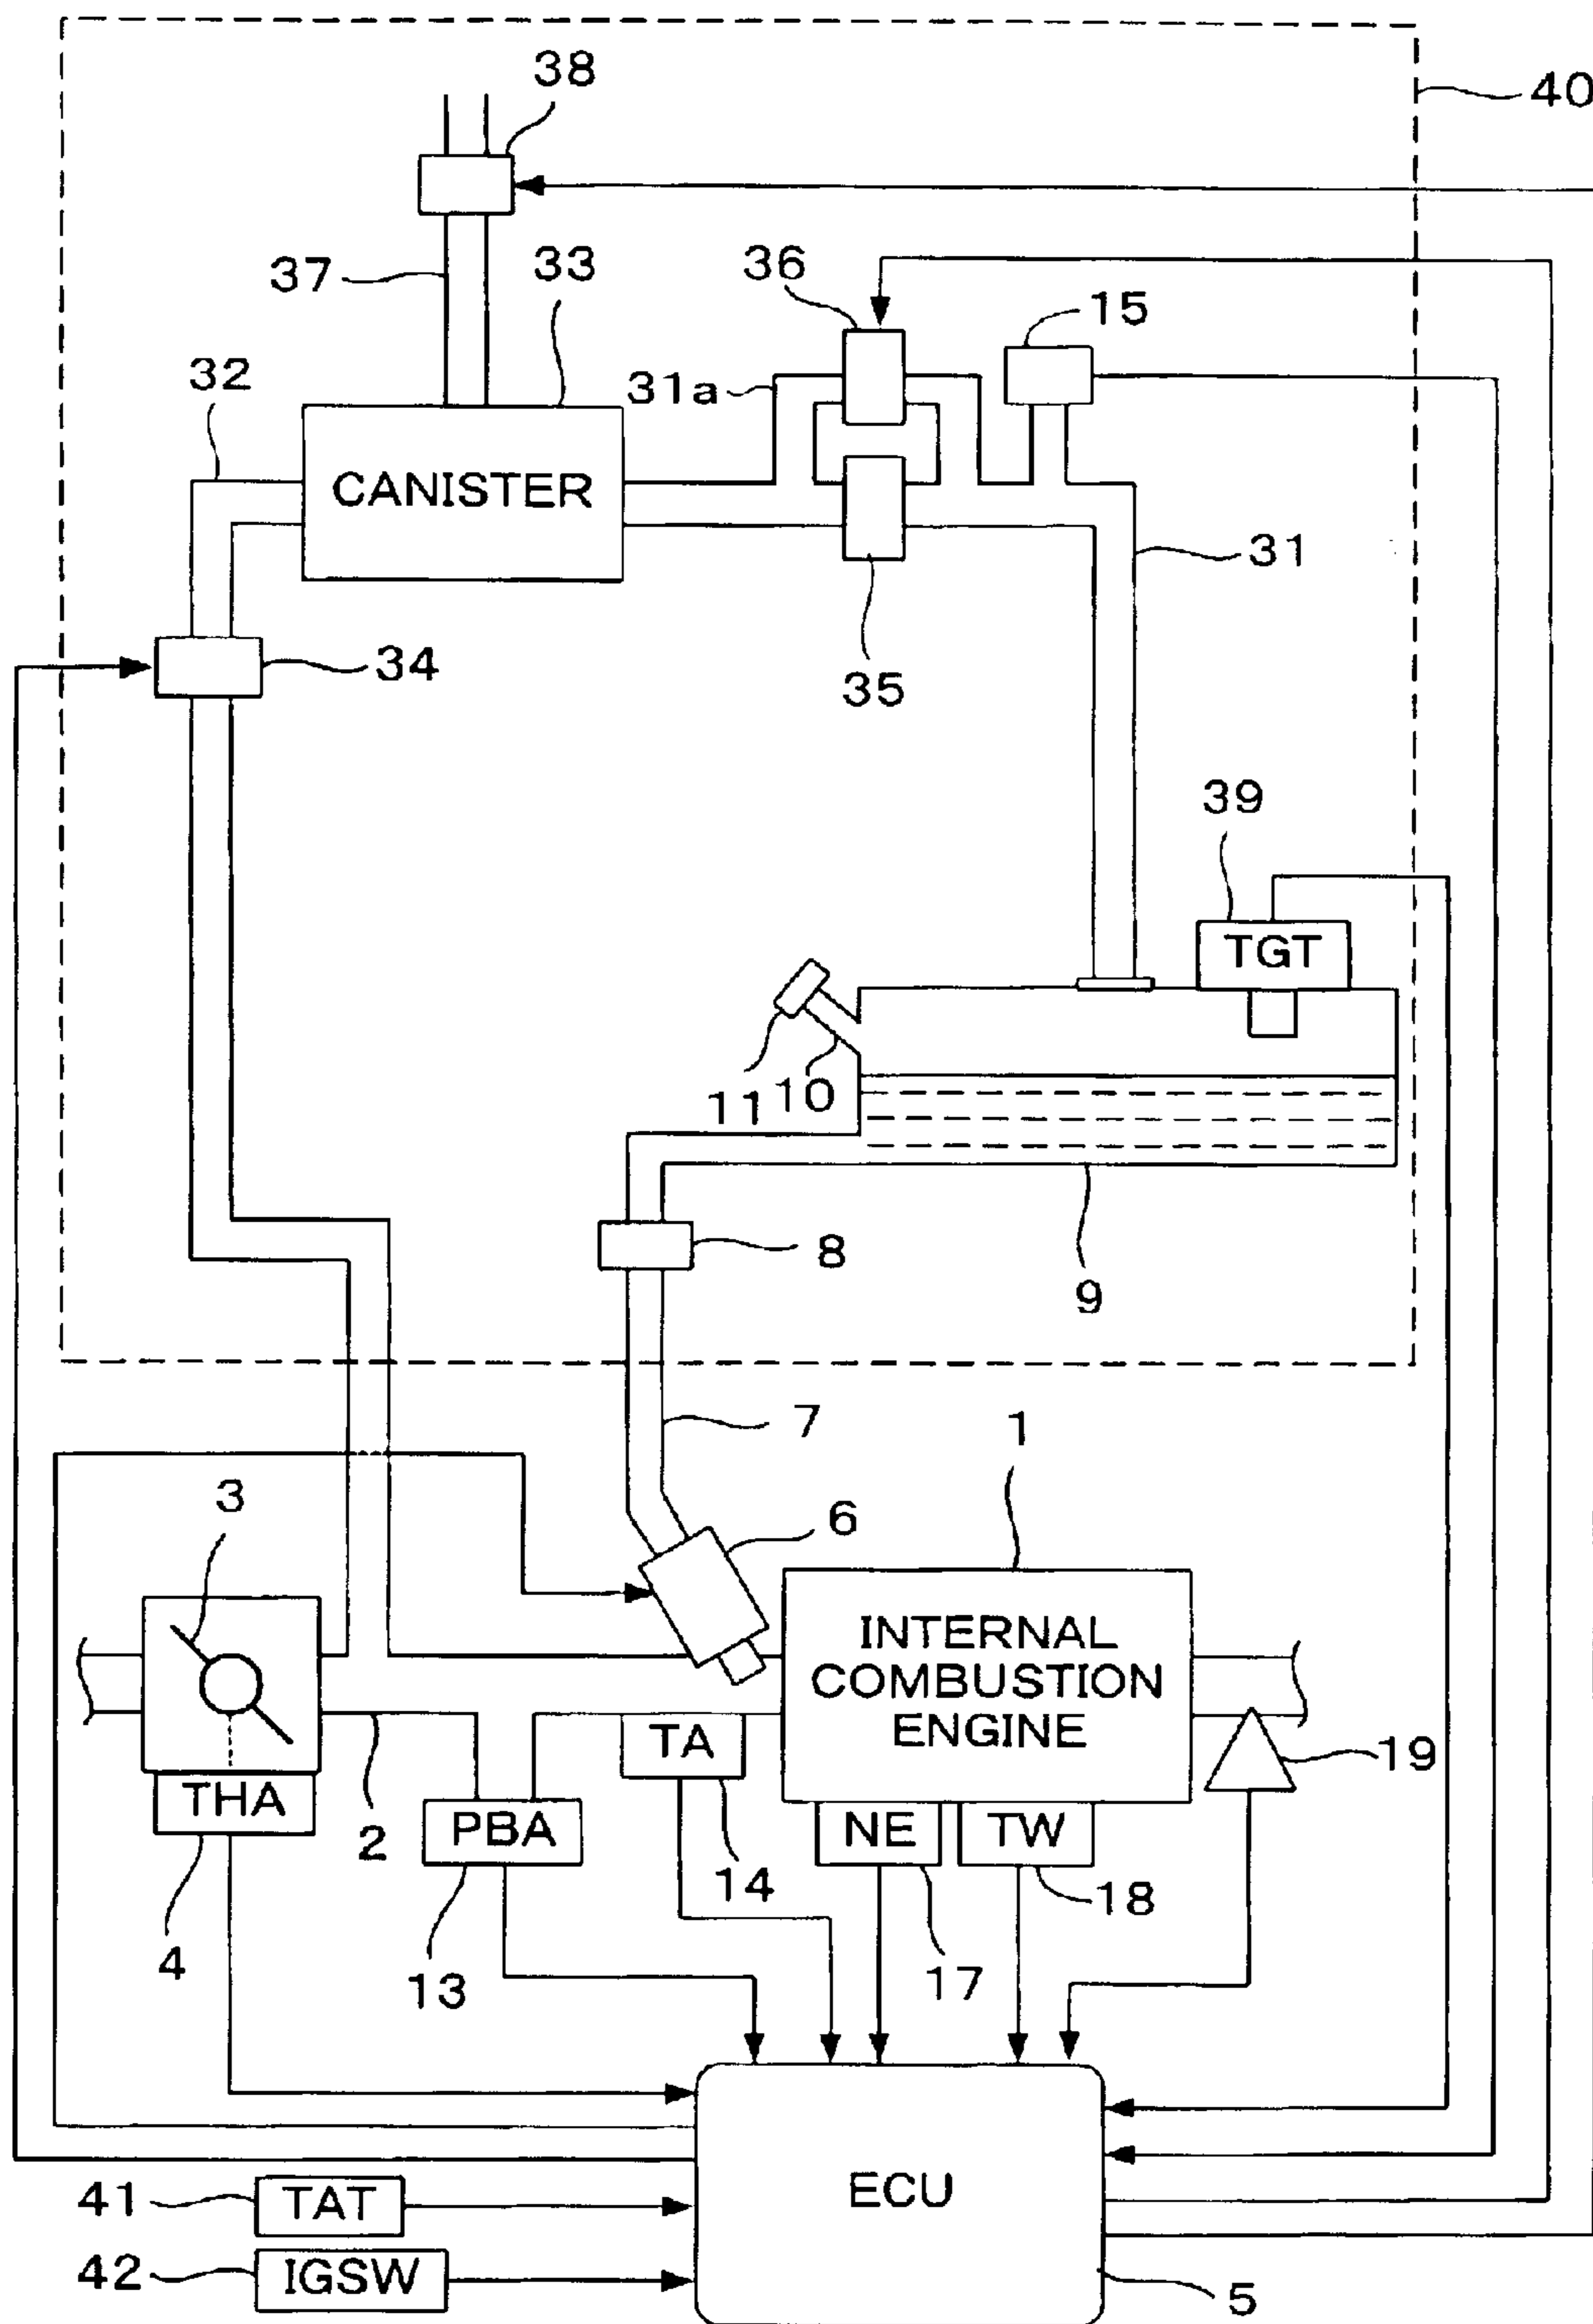 38
40
37
33
36
15
32
31a
CANISTER
31
34
35
39
TGT
11
10
8
9
7
1
3
6
INTERNAL
COMBUSTION
ENGINE
TA
19
THA
2
PBA
NE
TW
14
18
4
13
17
41
TAT
ECU
42
IGSW
5